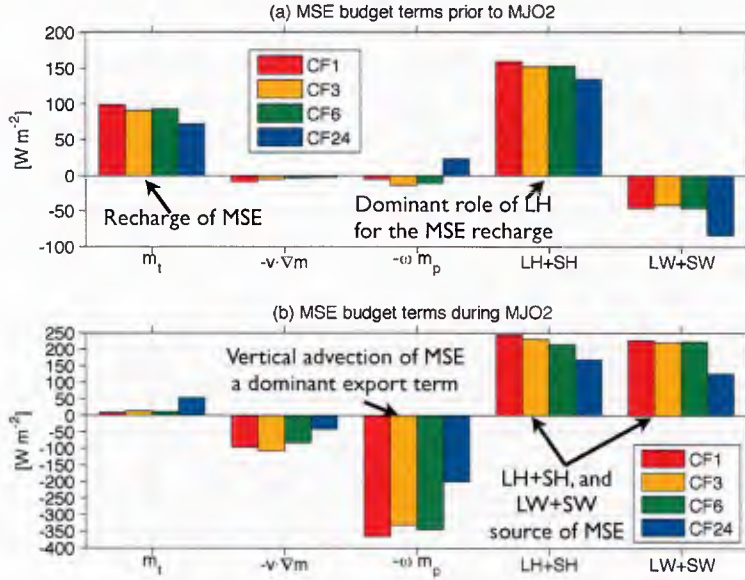 (a) MSE budget terms prior to MJO2
[W m⁻²]
200
150
100
50
0
-50
-100
CF1
CF3
CF6
CF24
Recharge of MSE
Dominant role of LH
for the MSE recharge
m_t
-v·∇m
-ω m_p
LH+SH
LW+SW
(b) MSE budget terms during MJO2
[W m⁻²]
250
200
150
100
50
0
-50
-100
-150
-200
-250
-300
-350
-400
Vertical advection of MSE
a dominant export term
LH+SH, and
LW+SW
source of MSE
CF1
CF3
CF6
CF24
m_t
-v·∇m
-ω m_p
LH+SH
LW+SW